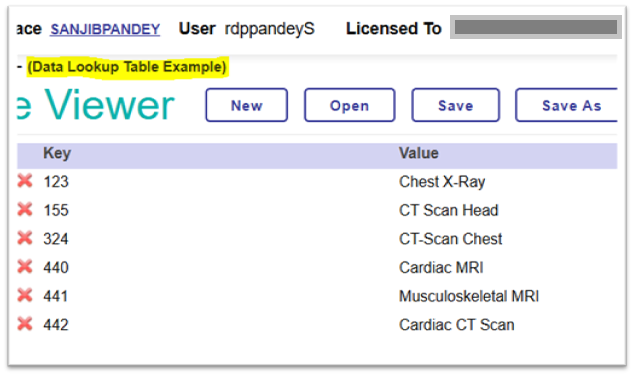 ace SANJIBPANDEY User rdppandeyS Licensed To
- (Data Lookup Table Example)
e Viewer New Open Save Save As
Key Value
123 Chest X-Ray
155 CT Scan Head
324 CT-Scan Chest
440 Cardiac MRI
441 Musculoskeletal MRI
442 Cardiac CT Scan